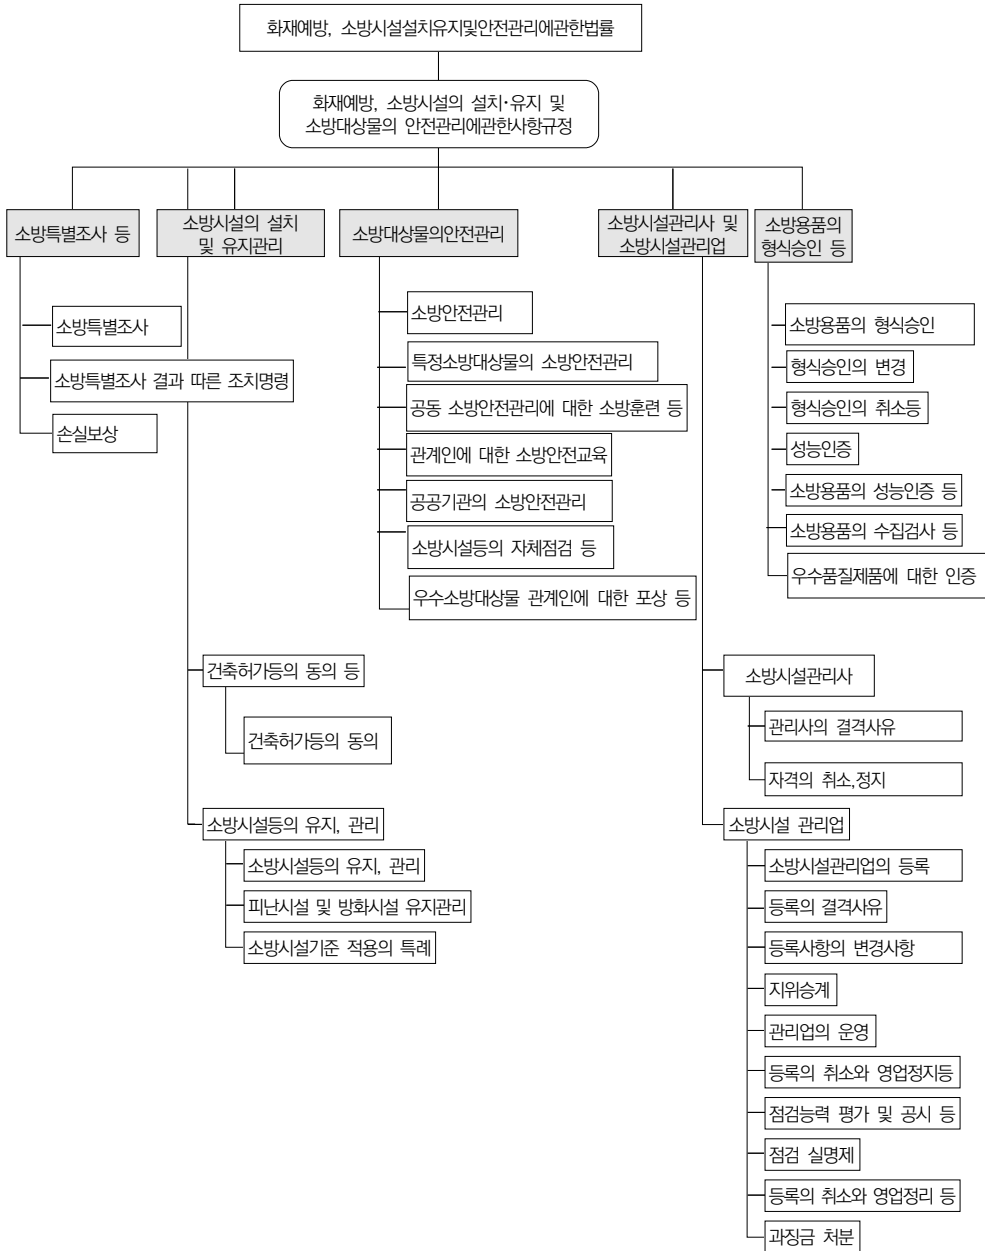 화재예방, 소방시설설치유지및안전관리에관한법률
화재예방, 소방시설의 설치·유지 및
소방대상물의 안전관리에관한사항규정
소방특별조사 등
소방특별조사
소방특별조사 결과 따른 조치명령
손실보상
소방시설의 설치
및 유지관리
건축허가등의 동의 등
건축허가등의 동의
소방시설등의 유지, 관리
소방시설등의 유지, 관리
피난시설 및 방화시설 유지관리
소방시설기준 적용의 특례
소방대상물의안전관리
소방안전관리
특정소방대상물의 소방안전관리
공동 소방안전관리에 대한 소방훈련 등
관계인에 대한 소방안전교육
공공기관의 소방안전관리
소방시설등의 자체점검 등
우수소방대상물 관계인에 대한 포상 등
소방시설관리사 및
소방시설관리업
소방시설관리사
관리사의 결격사유
자격의 취소,정지
소방시설 관리업
소방시설관리업의 등록
등록의 결격사유
등록사항의 변경사항
지위승계
관리업의 운영
등록의 취소와 영업정지등
점검능력 평가 및 공시 등
점검 실명제
등록의 취소와 영업정리 등
과징금 처분
소방용품의
형식승인 등
소방용품의 형식승인
형식승인의 변경
형식승인의 취소등
성능인증
소방용품의 성능인증 등
소방용품의 수집검사 등
우수품질제품에 대한 인증